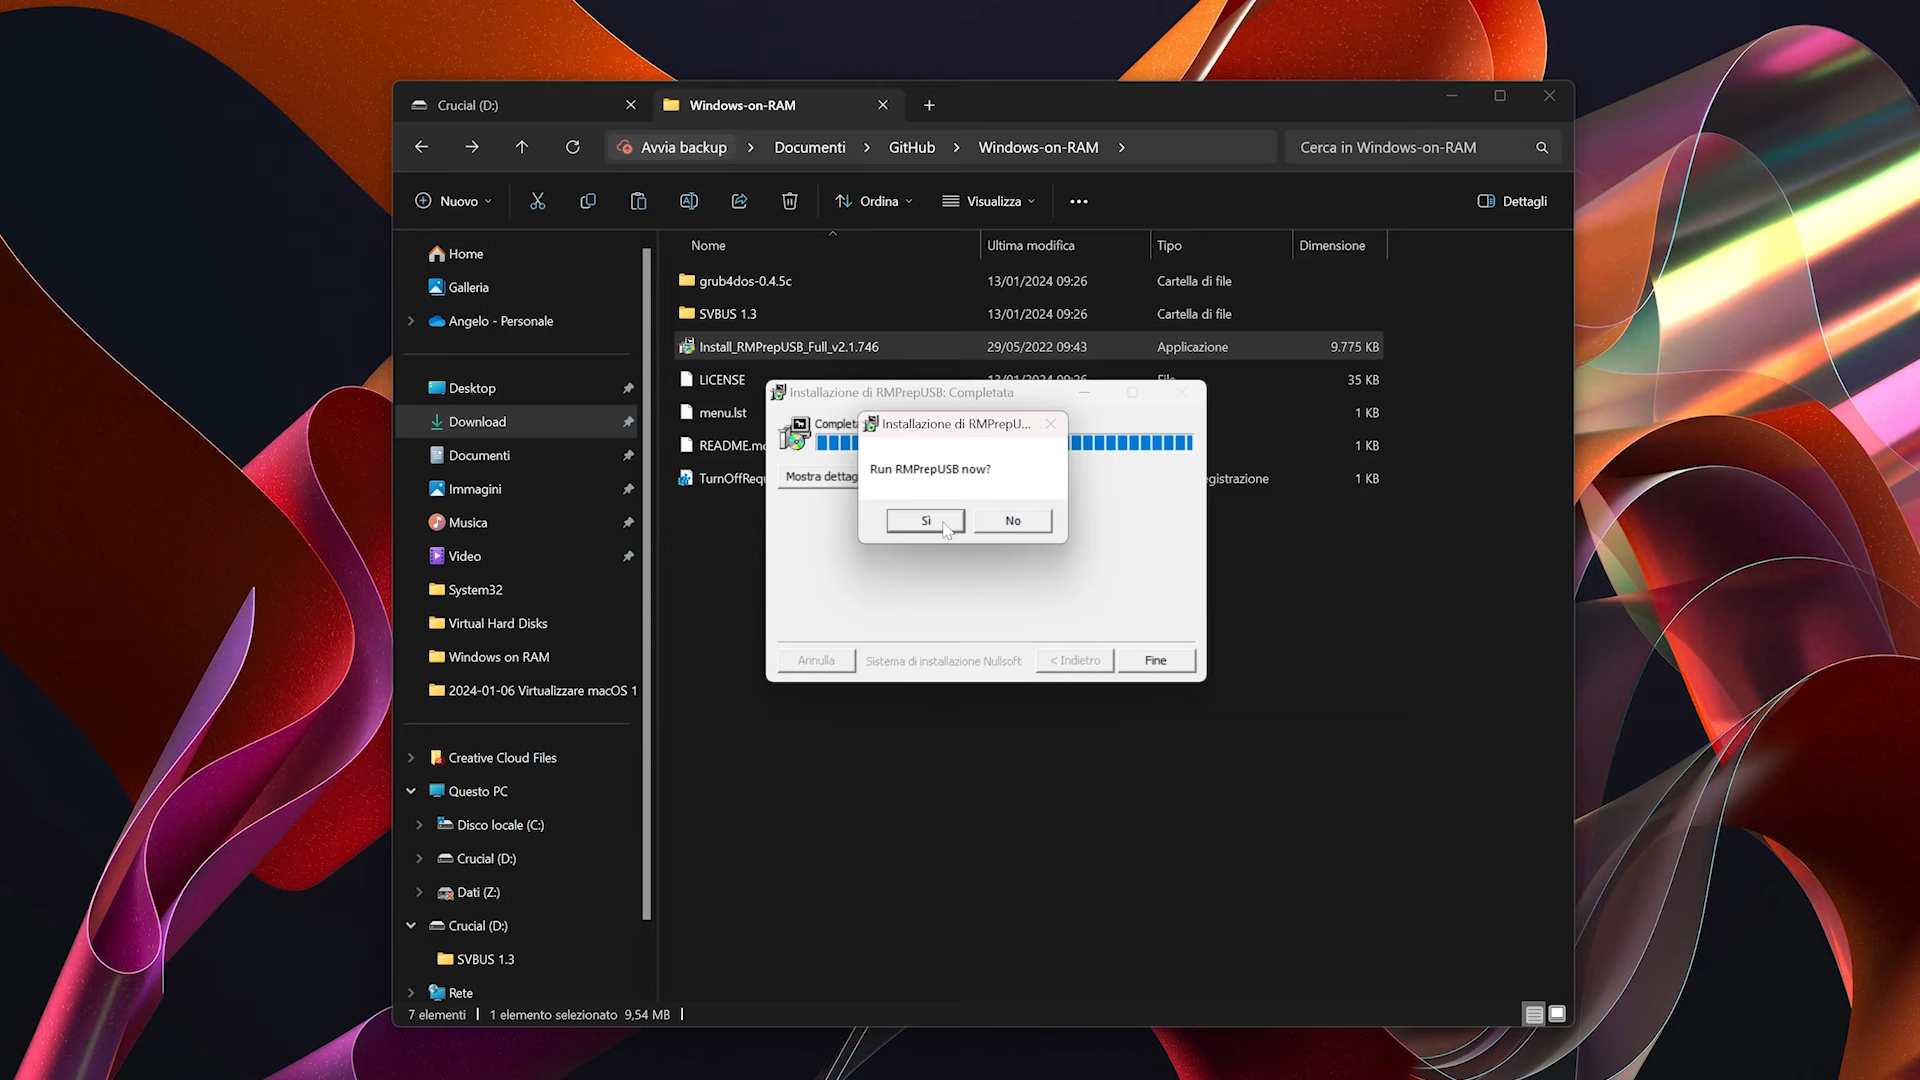 Crucial (D:)
Windows-on-RAM
Avvia backup
Documenti
GitHub
Windows-on-RAM
Cerca in Windows-on-RAM
Nuovo
Ordina
Visualizza
Dettagli
Home
Galleria
Angelo - Personale
Desktop
Download
Documenti
Immagini
Musica
Video
System32
Virtual Hard Disks
Windows on RAM
2024-01-06 Virtualizzare macOS 1
Creative Cloud Files
Questo PC
Disco locale (C:)
Crucial (D:)
Dati (Z:)
Crucial (D:)
SVBUS 1.3
Rete
Nome Ultima modifica Tipo Dimensione
grub4dos-0.4.5c 13/01/2024 09:26 Cartella di file
SVBUS 1.3 13/01/2024 09:26 Cartella di file
Install_RMPrepUSB_Full_v2.1.746 29/05/2022 09:43 Applicazione 9.775 KB
LICENSE 35 KB
menu.lst 1 KB
README.m 1 KB
TurnOffRequ egistrazione 1 KB
Installazione di RMPrepUSB: Completata
Complet
Mostra dettag
Installazione di RMPrepU...
Run RMPrepUSB now?
Sì No
Annulla Sistema di installazione Nullsoft < Indietro Fine
7 elementi 1 elemento selezionato 9,54 MB